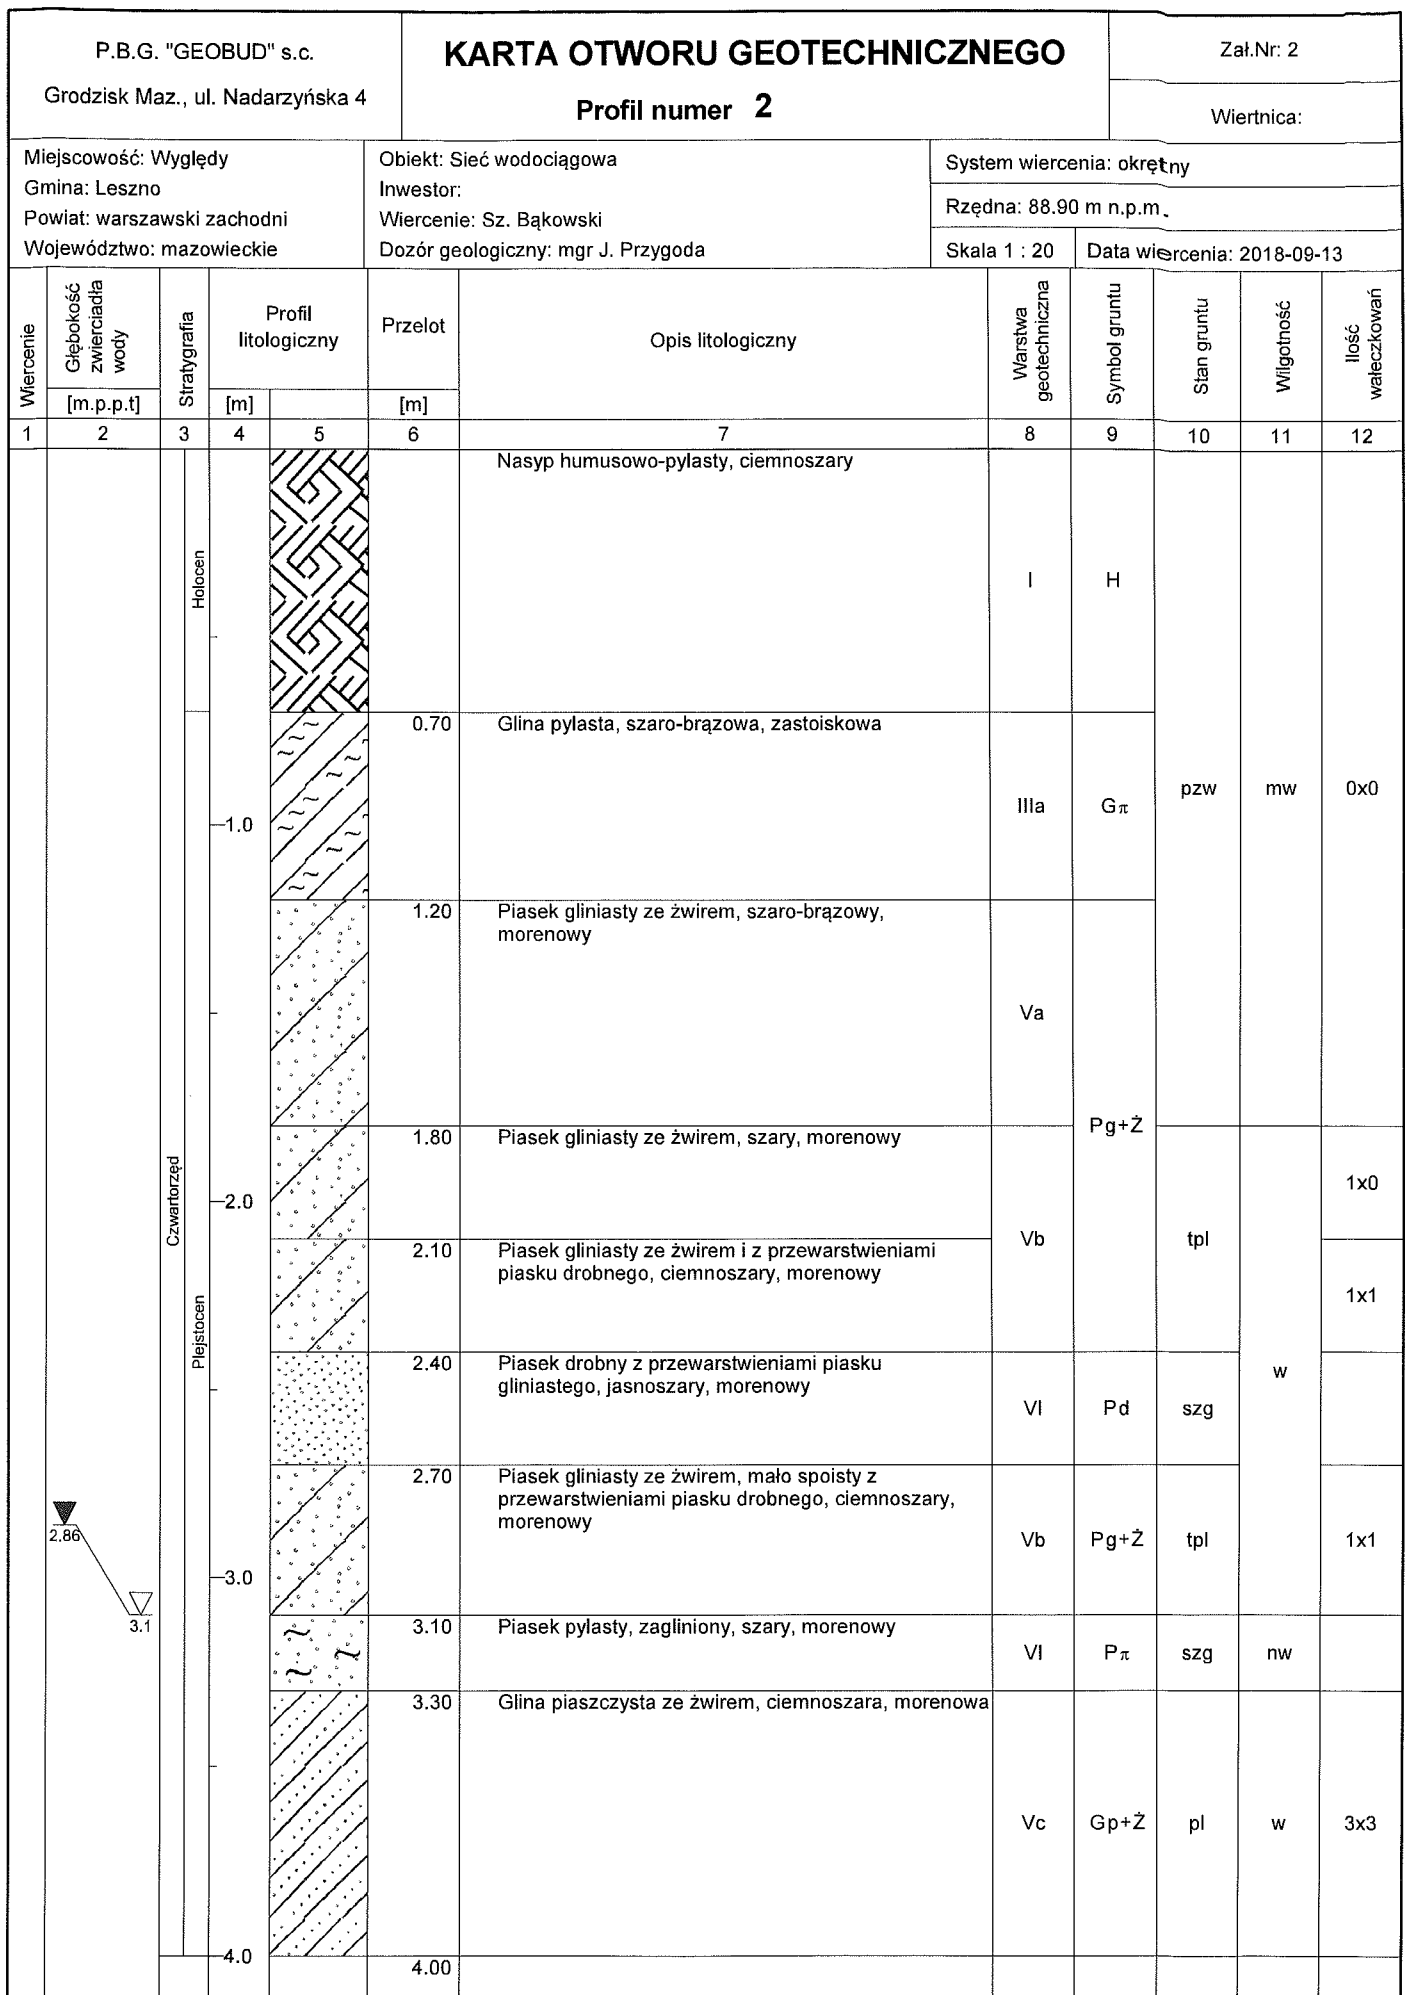 P.B.G. "GEOBUD" s.c.
Grodzisk Maz., ul. Nadarzyńska 4
KARTA OTWORU GEOTECHNICZNEGO
Profil numer 2
Zał.Nr: 2
Wiertnica:
Miejscowość: Wyględy
Gmina: Leszno
Powiat: warszawski zachodni
Województwo: mazowieckie
Obiekt: Sieć wodociągowa
Inwestor:
Wiercenie: Sz. Bąkowski
Dozór geologiczny: mgr J. Przygoda
System wiercenia: okrętny
Rzędna: 88.90 m n.p.m.
Skala 1 : 20
Data wiercenia: 2018-09-13
Wiercenie
Głębokość
zwierciadła
wody
[m.p.p.t]
Stratygrafia
Profil
litologiczny
[m]
Przelot
[m]
Opis litologiczny
Warstwa
geotechniczna
Symbol gruntu
Stan gruntu
Wilgotność
Ilość
wałeczkowań
1 2 3 4 5 6 7 8 9 10 11 12
Nasyp humusowo-pylasty, ciemnoszary
Holocen
I H
0.70 Glina pylasta, szaro-brązowa, zastoiskowa
pzw mw 0x0
1.0
IIIa Gπ
1.20 Piasek gliniasty ze żwirem, szaro-brązowy,
morenowy
Va
Pg+Ż
1.80 Piasek gliniasty ze żwirem, szary, morenowy
Czwartorzęd
2.0
1x0
Vb tpl
2.10 Piasek gliniasty ze żwirem i z przewarstwieniami
piasku drobnego, ciemnoszary, morenowy
1x1
Plejstocen
2.40 Piasek drobny z przewarstwieniami piasku
gliniastego, jasnoszary, morenowy
w
VI Pd szg
2.70 Piasek gliniasty ze żwirem, mało spoisty z
przewarstwieniami piasku drobnego, ciemnoszary,
morenowy
2.86
Vb Pg+Ż tpl 1x1
3.0
3.1
3.10 Piasek pylasty, zagliniony, szary, morenowy
VI Pπ szg nw
3.30 Glina piaszczysta ze żwirem, ciemnoszara, morenowa
Vc Gp+Ż pl w 3x3
4.0
4.00